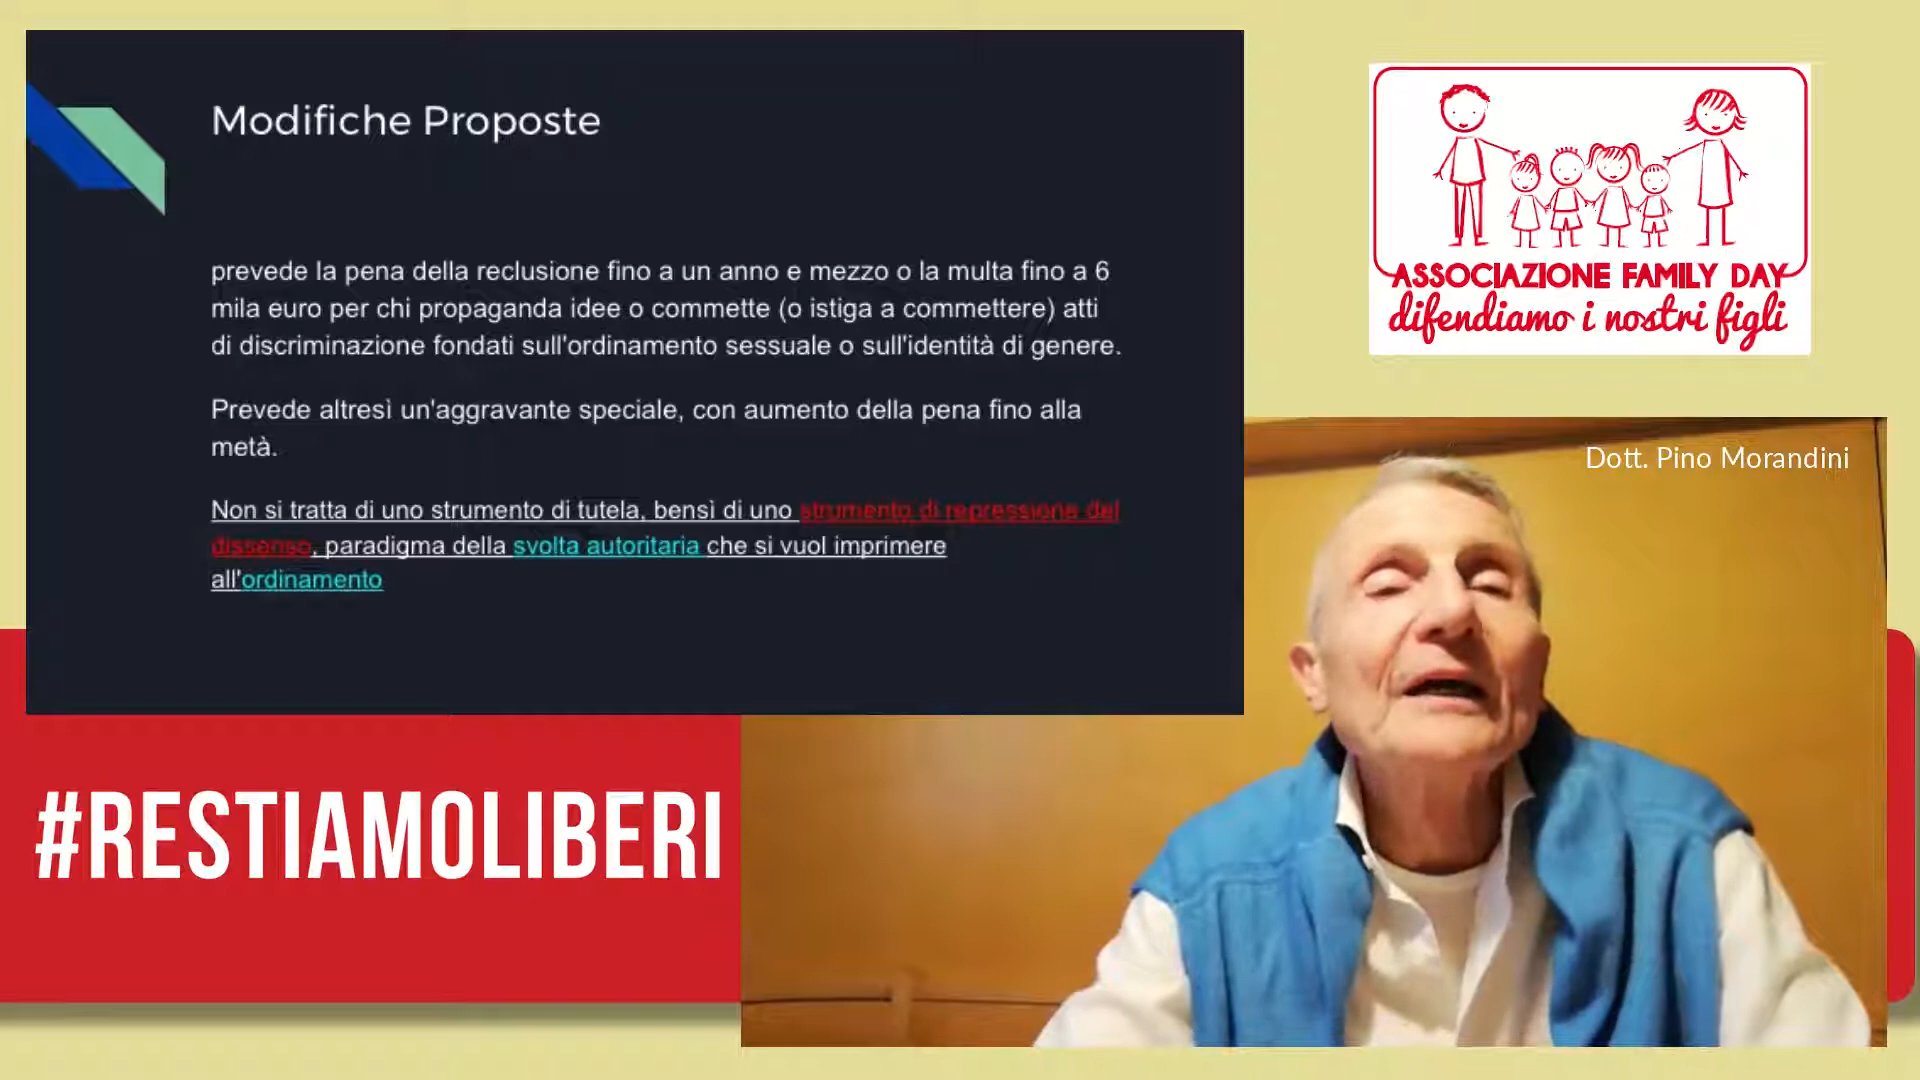 Modifiche Proposte
prevede la pena della reclusione fino a un anno e mezzo o la multa fino a 6
mila euro per chi propaganda idee o commette (o istiga a commettere) atti
di discriminazione fondati sull'ordinamento sessuale o sull'identità di genere.
Prevede altresì un'aggravante speciale, con aumento della pena fino alla
metà.
Non si tratta di uno strumento di tutela, bensì di uno strumento di repressione del
dissenso, paradigma della svolta autoritaria che si vuol imprimere
all'ordinamento
ASSOCIAZIONE FAMILY DAY
difendiamo i nostri figli
Dott. Pino Morandini
#RESTIAMOLIBERI